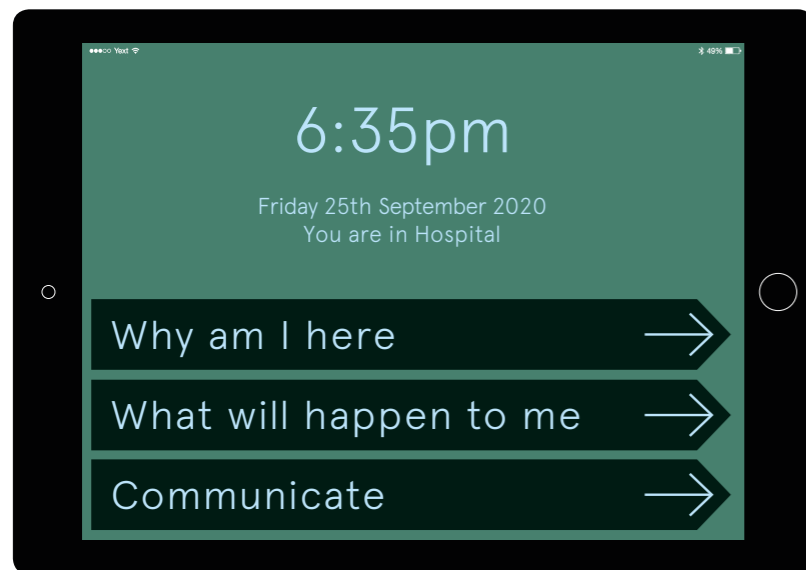 Yext
49%
6:35pm
Friday 25th September 2020
You are in Hospital
Why am I here
What will happen to me
Communicate